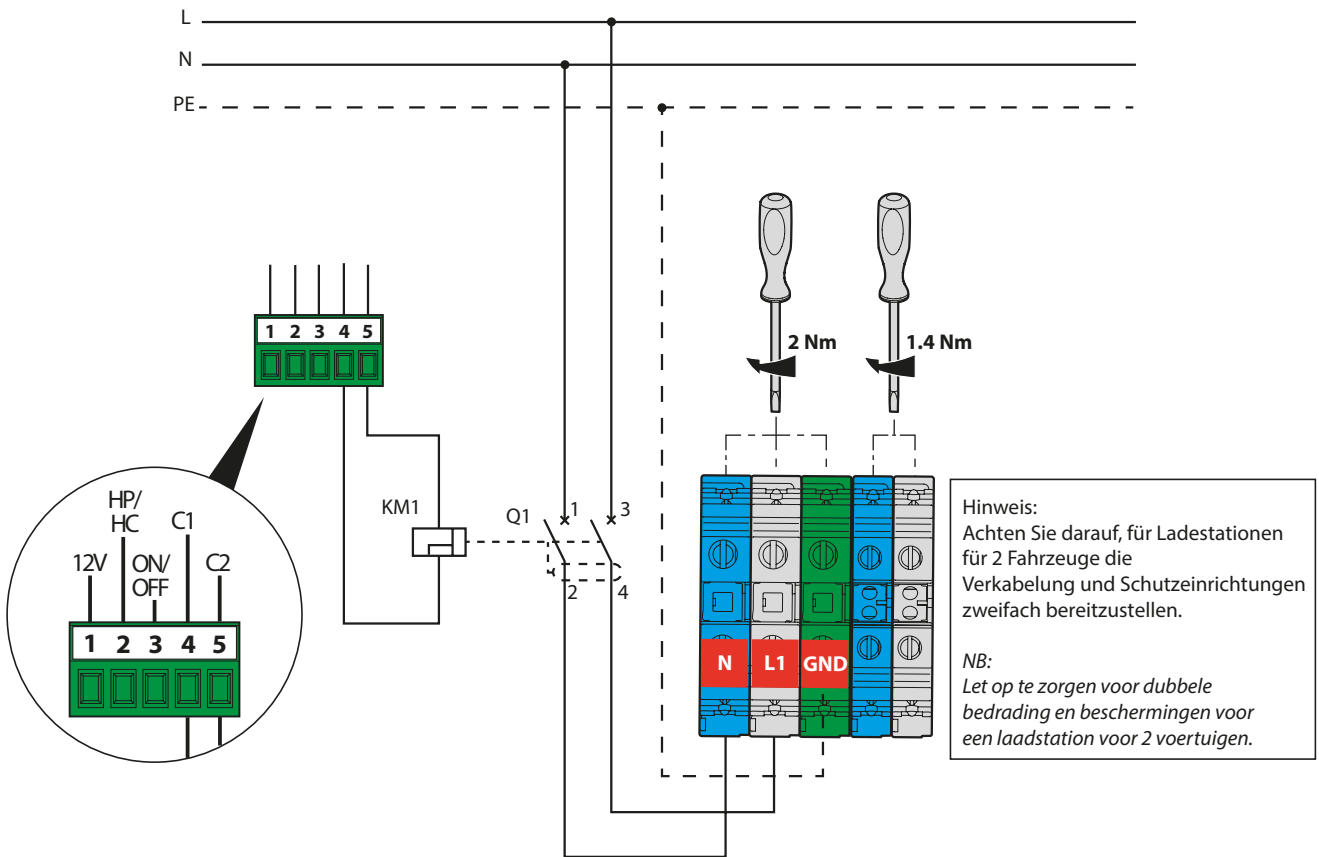 L
N
PE
2 Nm
1.4 Nm
1 2 3 4 5
KM1
Q1
1
3
2
4
HP/
HC
C1
12V
ON/
OFF
C2
1 2 3 4 5
N
L1
GND
Hinweis:
Achten Sie darauf, für Ladestationen
für 2 Fahrzeuge die
Verkabelung und Schutzeinrichtungen
zweifach bereitzustellen.
NB:
Let op te zorgen voor dubbele
bedrading en beschermingen voor
een laadstation voor 2 voertuigen.